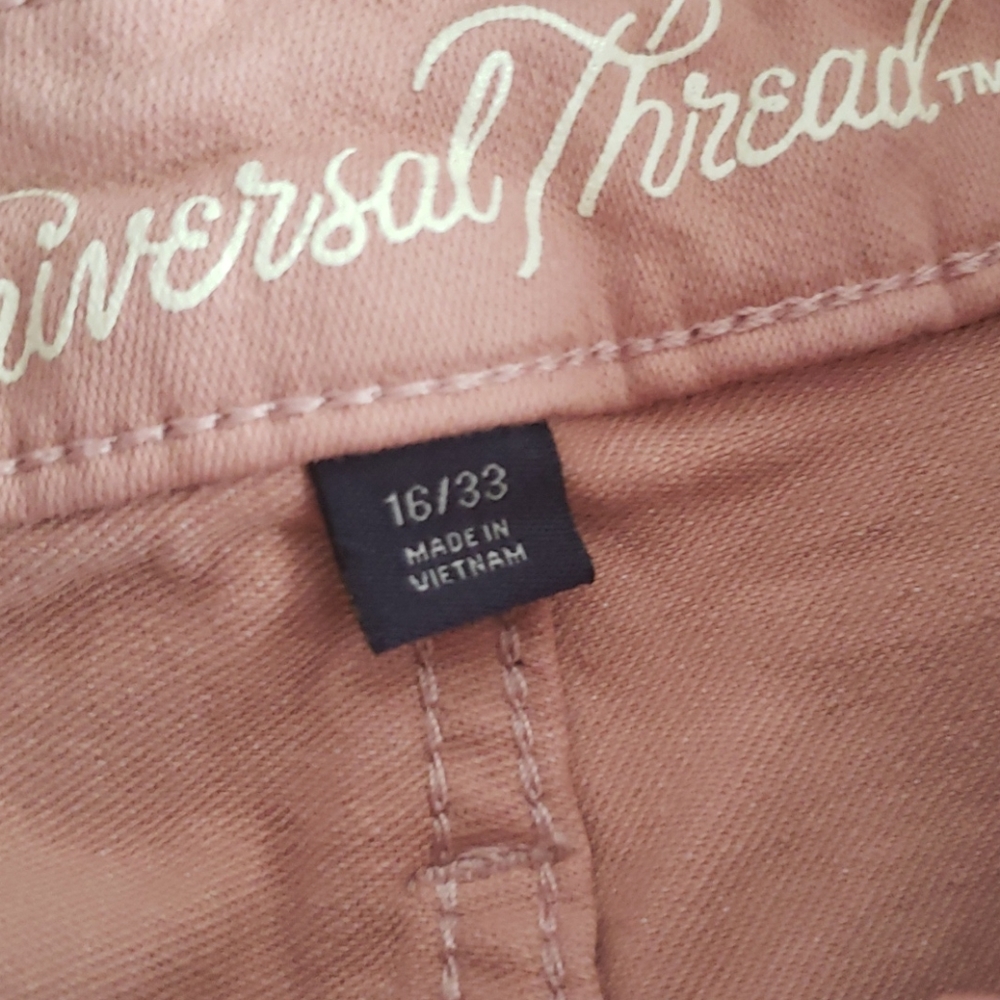 niversal Thread™
16/33
MADE IN
VIETNAM